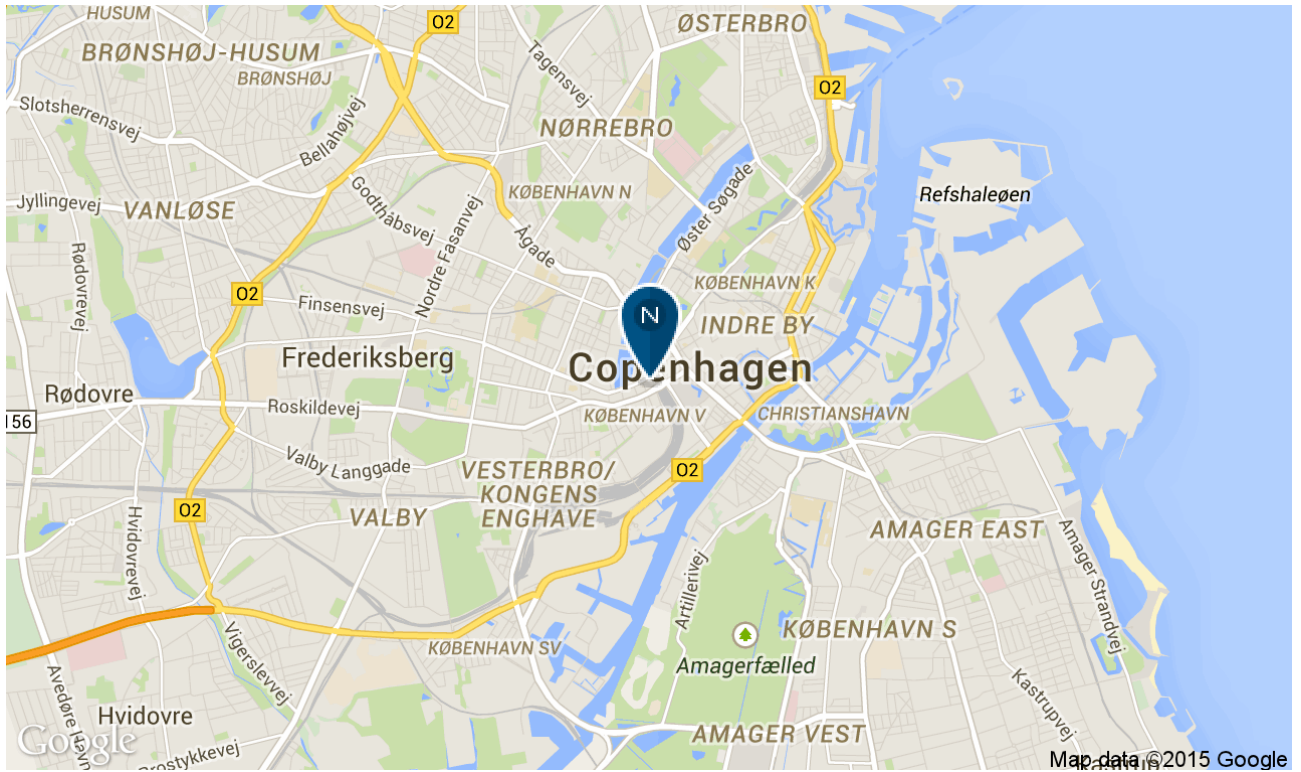 O2
ØSTERBRO
HUSUM
BRØNSHØJ-HUSUM
BRØNSHØJ
Tagensvej
O2
Slotsherrensvej
Bellahøjvej
NØRREBRO
KØBENHAVN N
Refshaleøen
Jyllingevej
VANLØSE
Godthåbsvej
Nordre Fasanvej
Ågade
Øster Søgade
Rødovrevej
O2
Finsensvej
KØBENHAVN K
N
INDRE BY
Frederiksberg
Copenhagen
Rødovre
Roskildevej
KØBENHAVN V
CHRISTIANSHAVN
156
Valby Langgade
VESTERBRO/
KONGENS
ENGHAVE
O2
O2
VALBY
Hvidovrevej
AMAGER EAST
Amager Strandvej
Artillerivej
Vigerslevvej
KØBENHAVN SV
KØBENHAVN S
Amagerfælled
Avedøre Havn
Kastrupvej
Hvidovre
AMAGER VEST
Google
Map data ©2015 Google